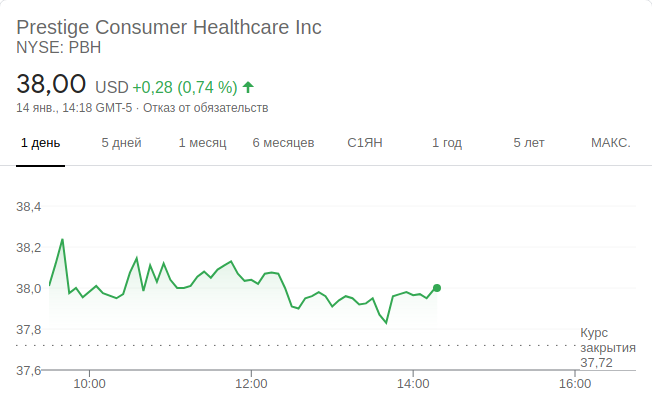 Prestige Consumer Healthcare Inc
NYSE: PBH
38,00 USD +0,28 (0,74 %)
14 янв., 14:18 GMT-5 · Отказ от обязательств
1 день 5 дней 1 месяц 6 месяцев С1ЯН 1 год 5 лет МАКС.
38,4
38,2
38,0
37,8
Курс
закрытия
37,72
37,6
10:00 12:00 14:00 16:00